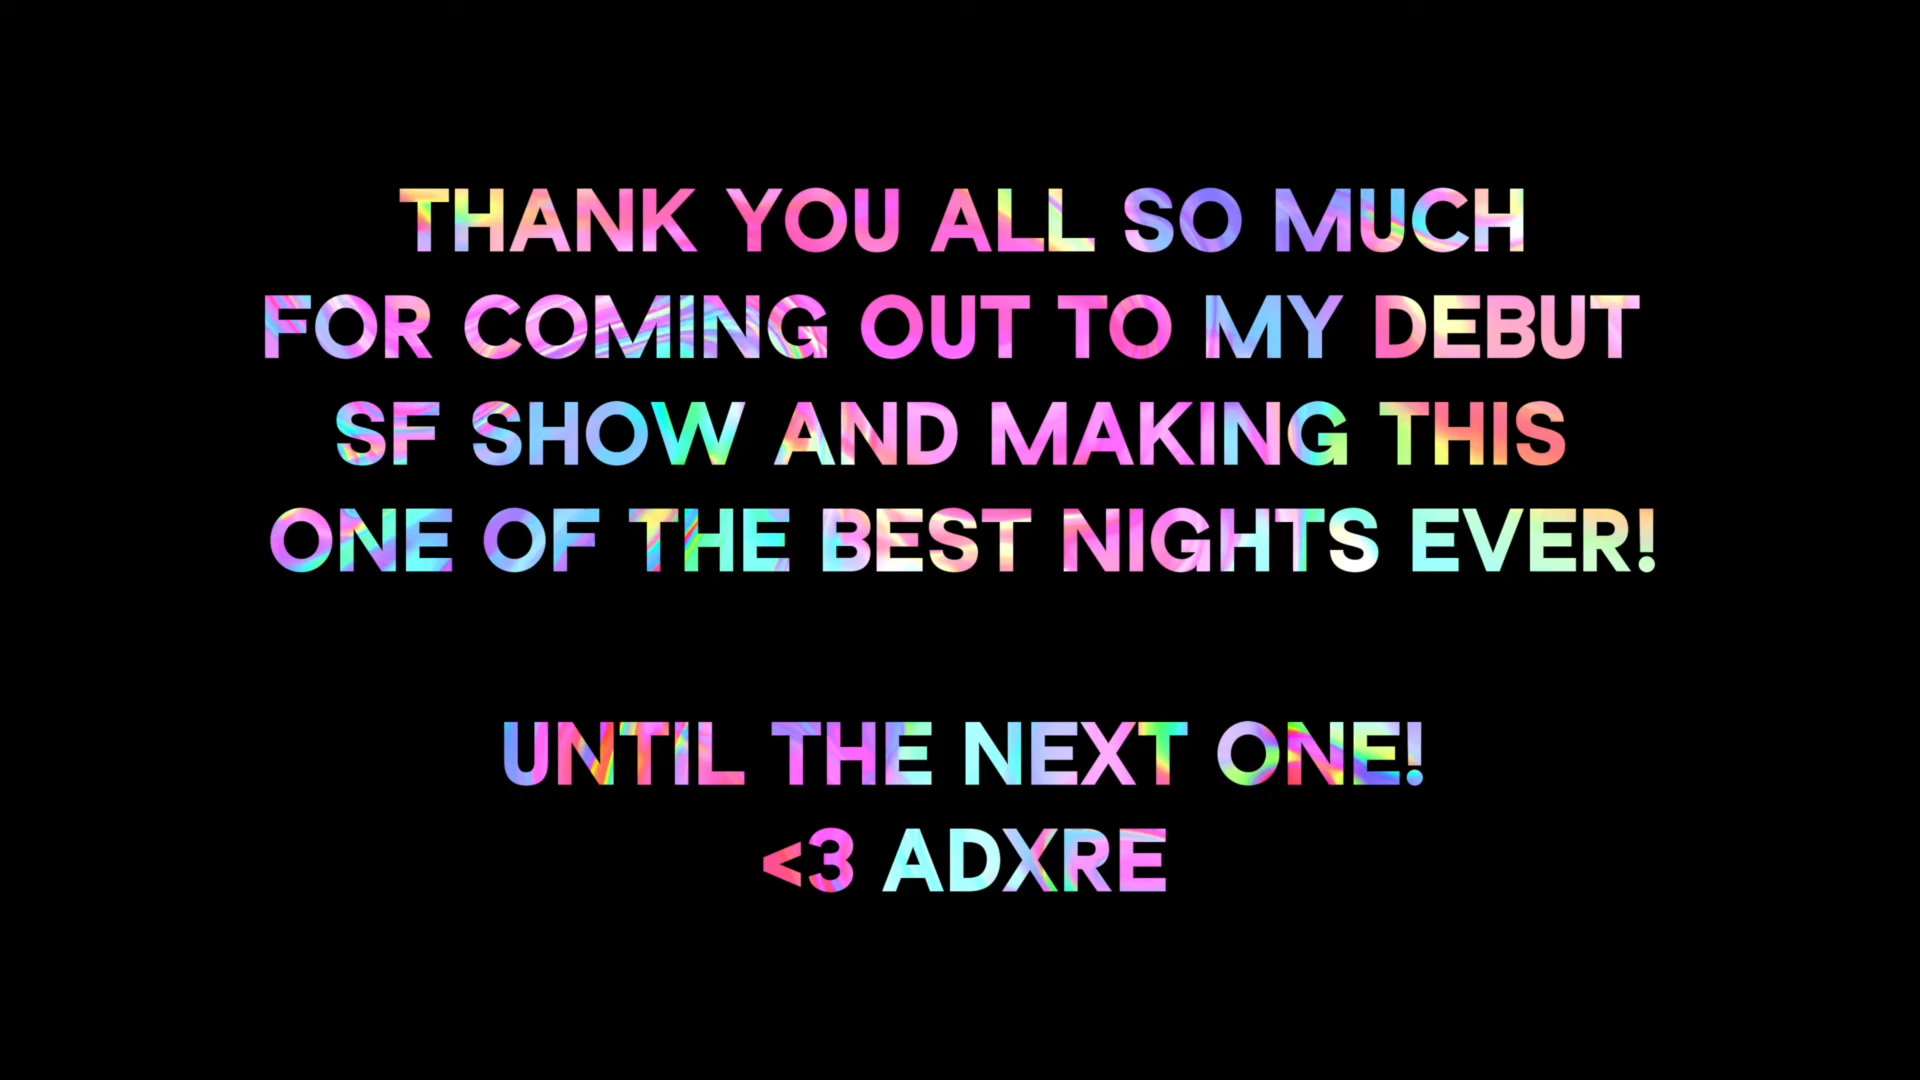 THANK YOU ALL SO MUCH
FOR COMING OUT TO MY DEBUT
SF SHOW AND MAKING THIS
ONE OF THE BEST NIGHTS EVER!
UNTIL THE NEXT ONE!
<3 ADXRE